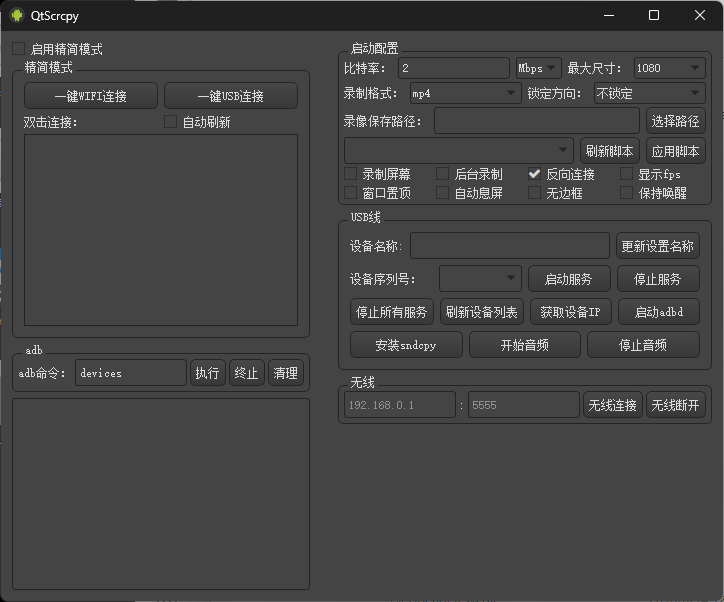 QtScrcpy
启用精简模式
精简模式
一键WIFI连接 一键USB连接
双击连接： 自动刷新
adb
adb命令： devices 执行 终止 清理
启动配置
比特率： 2 Mbps 最大尺寸： 1080
录制格式： mp4 锁定方向： 不锁定
录像保存路径： 选择路径
刷新脚本 应用脚本
录制屏幕 后台录制 反向连接 显示fps
窗口置顶 自动息屏 无边框 保持唤醒
USB线
设备名称: 更新设置名称
设备序列号： 启动服务 停止服务
停止所有服务 刷新设备列表 获取设备IP 启动adbd
安装sndcpy 开始音频 停止音频
无线
192.168.0.1 : 5555 无线连接 无线断开